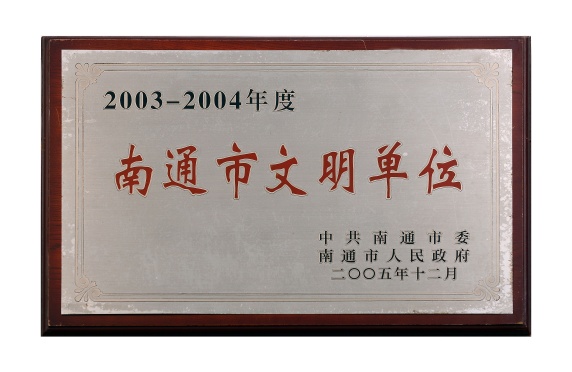 2003-2004年度
南通市文明单位
中共南通市委
南通市人民政府
二〇〇五年十二月